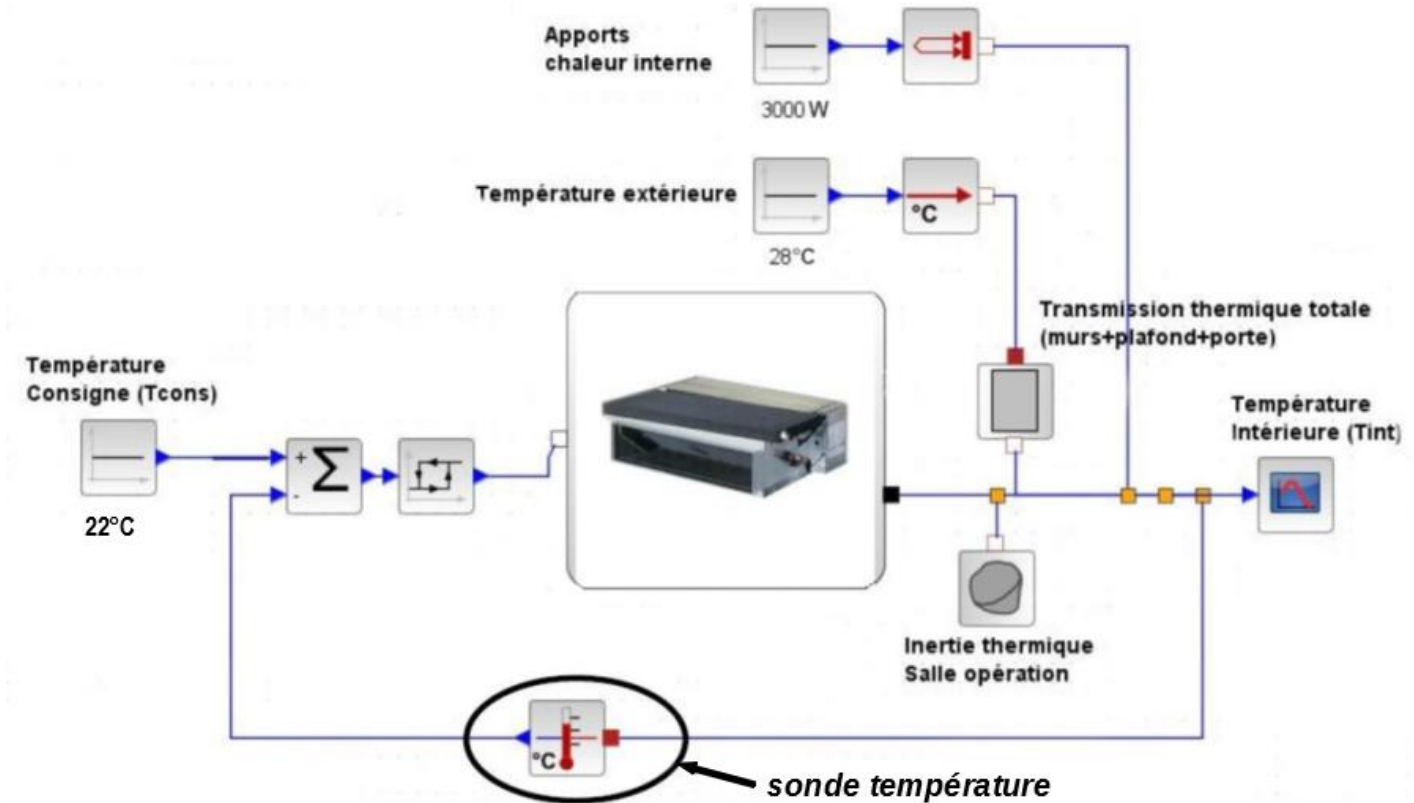 Apports
chaleur interne
3000 W
Température extérieure
°C
28°C
Transmission thermique totale
(murs+plafond+porte)
Température
Consigne (Tcons)
22°C
+
-
Σ
Température
Intérieure (Tint)
Inertie thermique
Salle opération
°C
sonde température